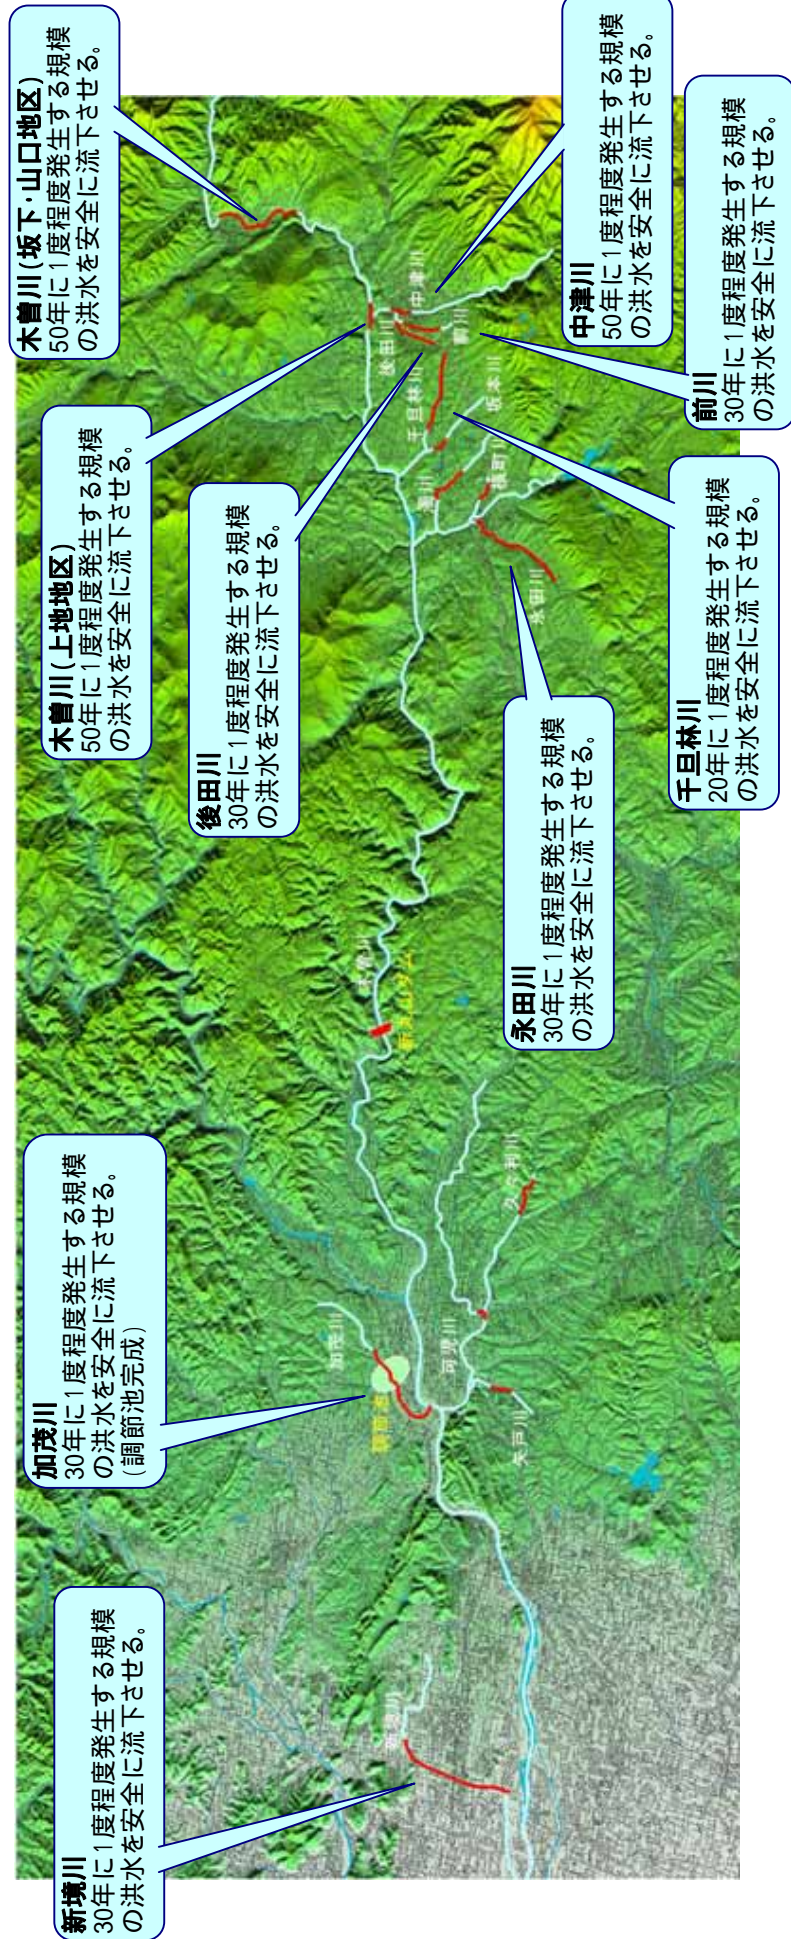 木曽川(坂下・山口地区)
50年に1度程度発生する規模
の洪水を安全に流下させる。
木曽川(上地地区)
50年に1度程度発生する規模
の洪水を安全に流下させる。
後田川
30年に1度程度発生する規模
の洪水を安全に流下させる。
中津川
50年に1度程度発生する規模
の洪水を安全に流下させる。
前川
30年に1度程度発生する規模
の洪水を安全に流下させる。
千旦林川
20年に1度程度発生する規模
の洪水を安全に流下させる。
永田川
30年に1度程度発生する規模
の洪水を安全に流下させる。
加茂川
30年に1度程度発生する規模
の洪水を安全に流下させる。
(調節池完成)
新境川
30年に1度程度発生する規模
の洪水を安全に流下させる。
中津川
後田川
前川
千旦林川
坂本川
永田川
木曽川
新丸山ダム
久々利川
可児川
加茂川
調節池
矢戸川
新境川